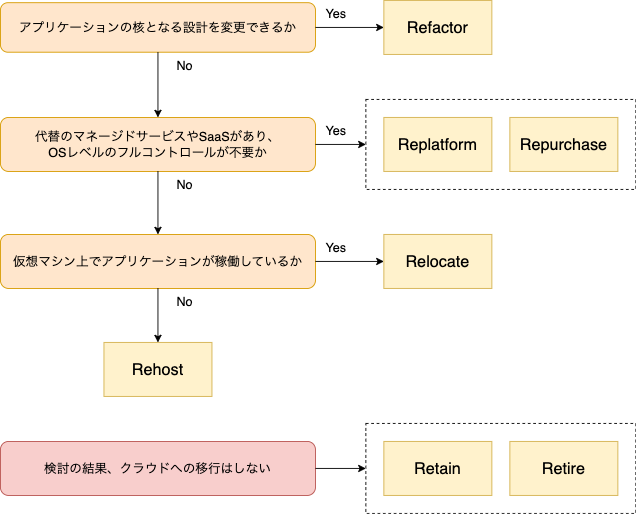 アプリケーションの核となる設計を変更できるか
Yes
Refactor
No
代替のマネージドサービスやSaaSがあり、
OSレベルのフルコントロールが不要か
Yes
Replatform
Repurchase
No
仮想マシン上でアプリケーションが稼働しているか
Yes
Relocate
No
Rehost
検討の結果、クラウドへの移行はしない
Retain
Retire